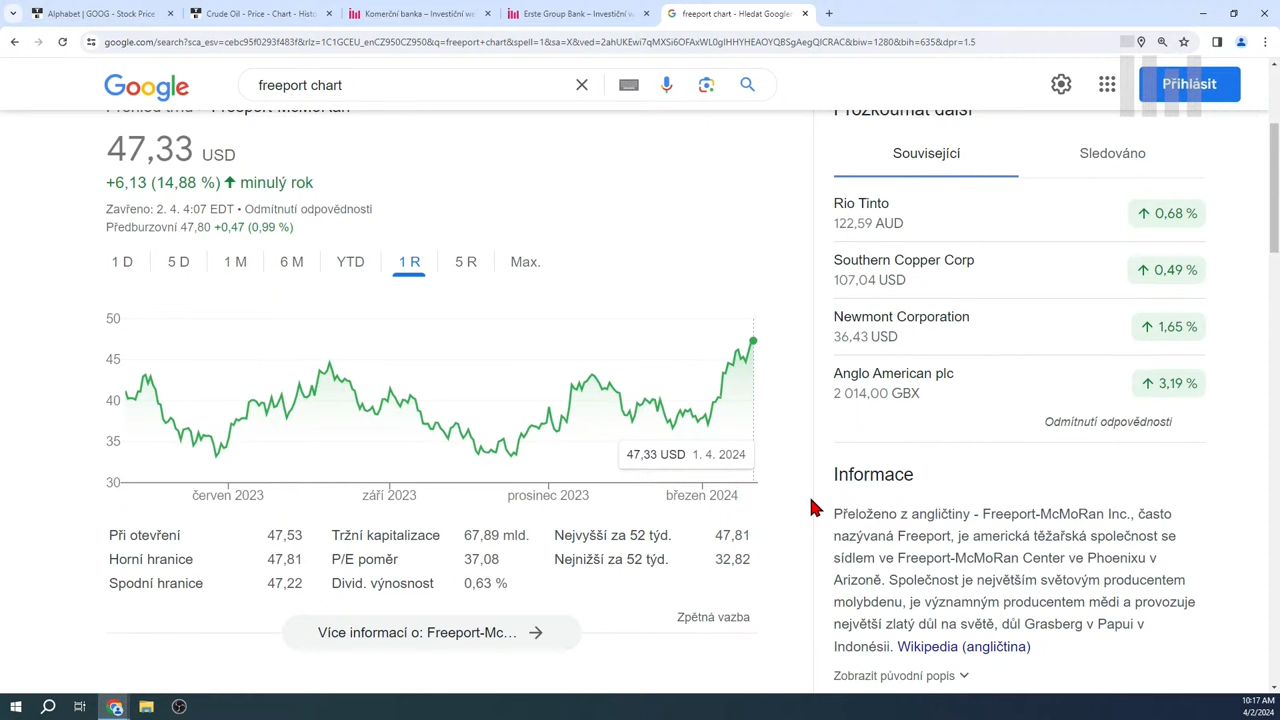 Alphabet | GOOG - Stock Price
Crude Oil - Price - Chart - Histo
Komerční banka – Investiční we
Erste Group Bank – Investiční w
freeport chart - Hledat Google
google.com/search?sca_esv=cebc95f0293f483f&rlz=1C1GCEU_enCZ950CZ950&q=freeport+chart&spell=1&sa=X&ved=2ahUKEwi7qMXSi6OFAxWL0gIHHYHEAOYQBSgAegQICRAC&biw=1280&bih=635&dpr=1.5
Google
freeport chart
Přihlásit
Přehled trhu > Freeport-McMoRan
47,33 USD
+6,13 (14,88 %) ↑ minulý rok
Zavřeno: 2. 4. 4:07 EDT • Odmítnutí odpovědnosti
Předburzovní 47,80 +0,47 (0,99 %)
1 D
5 D
1 M
6 M
YTD
1 R
5 R
Max.
50
45
40
35
30
47,33 USD 1. 4. 2024
červen 2023
září 2023
prosinec 2023
březen 2024
Při otevření 47,53
Horní hranice 47,81
Spodní hranice 47,22
Tržní kapitalizace 67,89 mld.
P/E poměr 37,08
Divid. výnosnost 0,63 %
Nejvyšší za 52 týd. 47,81
Nejnižší za 52 týd. 32,82
Zpětná vazba
Více informací o: Freeport-Mc… →
Prozkoumat další
Související
Sledováno
Rio Tinto
122,59 AUD
↑ 0,68 %
Southern Copper Corp
107,04 USD
↑ 0,49 %
Newmont Corporation
36,43 USD
↑ 1,65 %
Anglo American plc
2 014,00 GBX
↑ 3,19 %
Odmítnutí odpovědnosti
Informace
Přeloženo z angličtiny - Freeport-McMoRan Inc., často
nazývaná Freeport, je americká těžařská společnost se
sídlem ve Freeport-McMoRan Center ve Phoenixu v
Arizoně. Společnost je největším světovým producentem
molybdenu, je významným producentem mědi a provozuje
největší zlatý důl na světě, důl Grasberg v Papui v
Indonésii. Wikipedia (angličtina)
Zobrazit původní popis
10:17 AM
4/2/2024